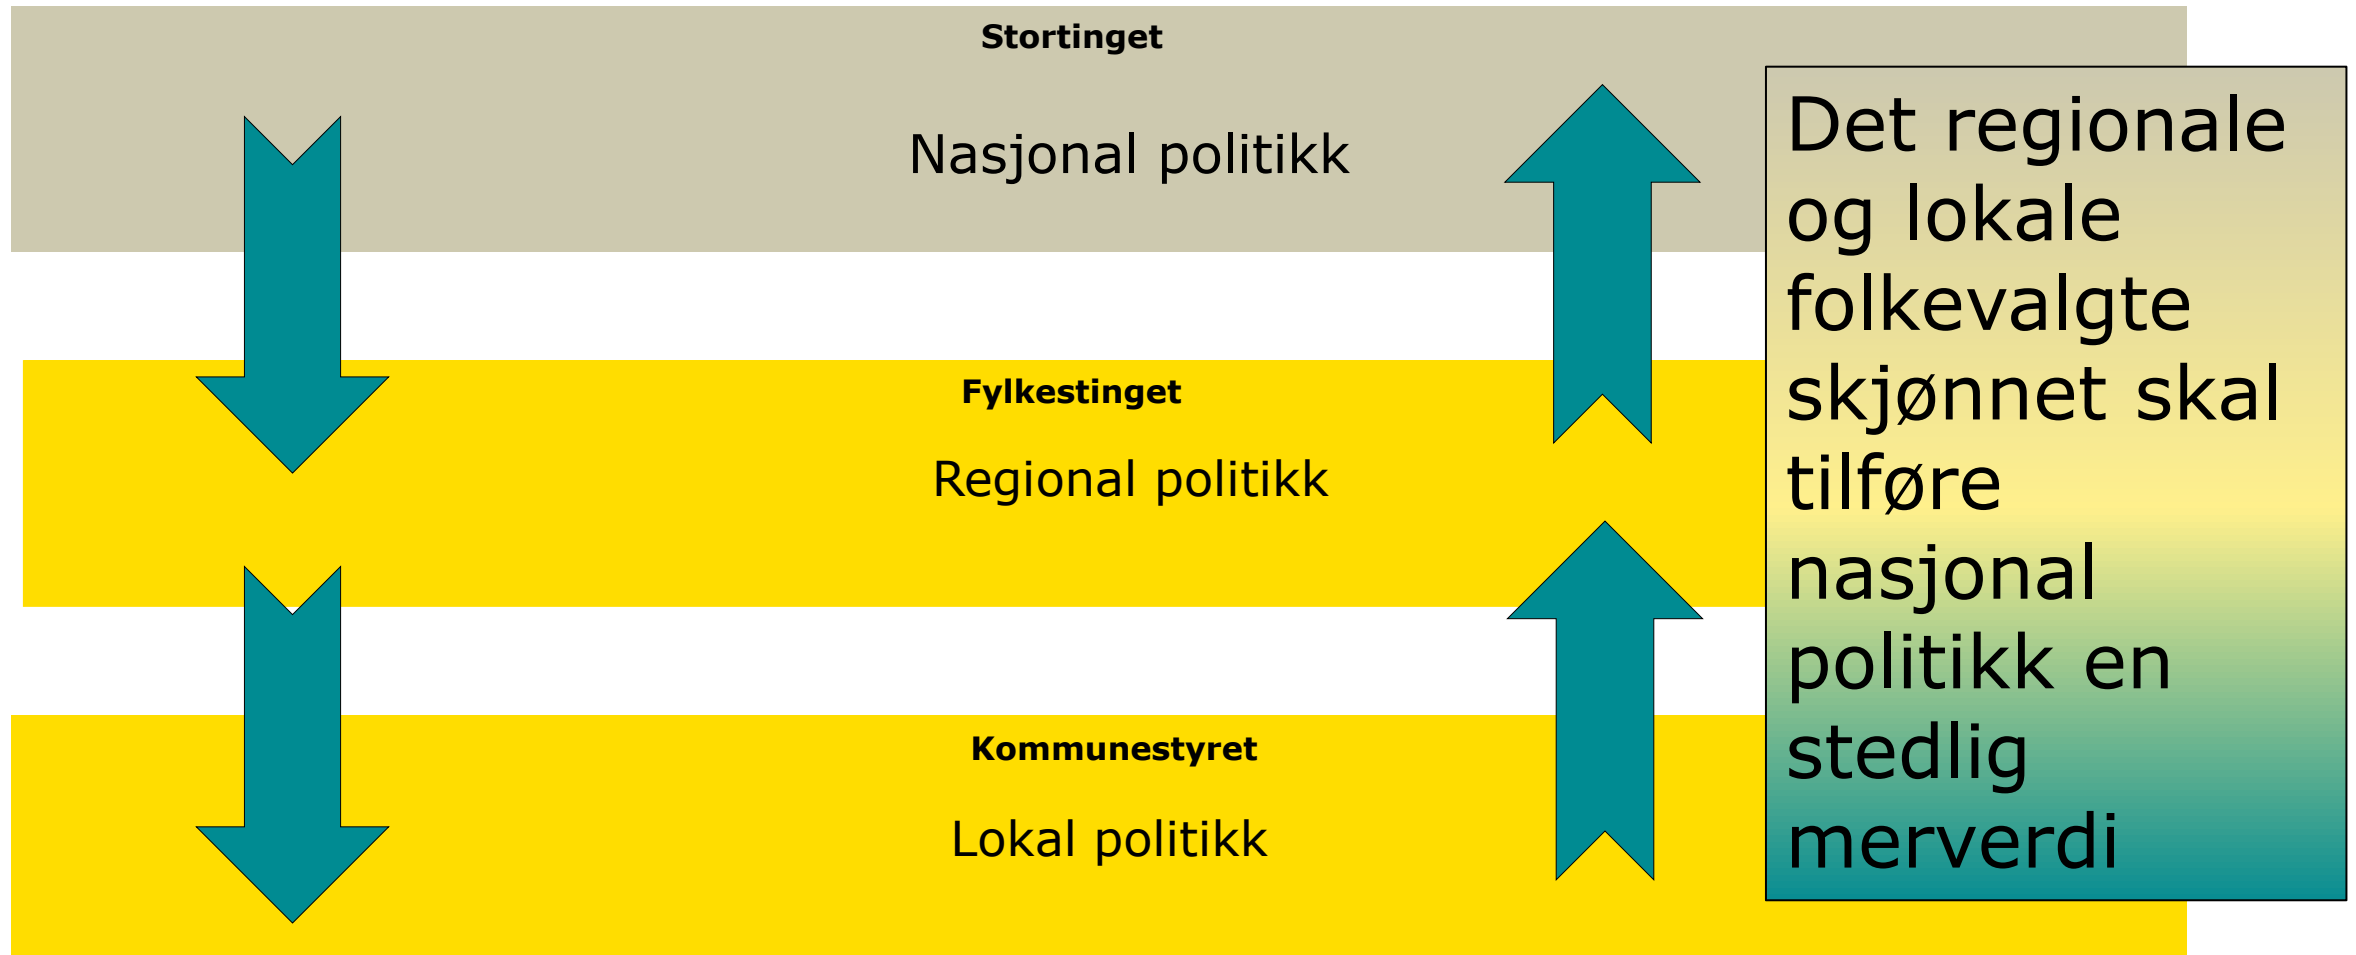 Stortinget
Nasjonal politikk
Fylkestinget
Regional politikk
Kommunestyret
Lokal politikk
Det regionale
og lokale
folkevalgte
skjønnet skal
tilføre
nasjonal
politikk en
stedlig
merverdi